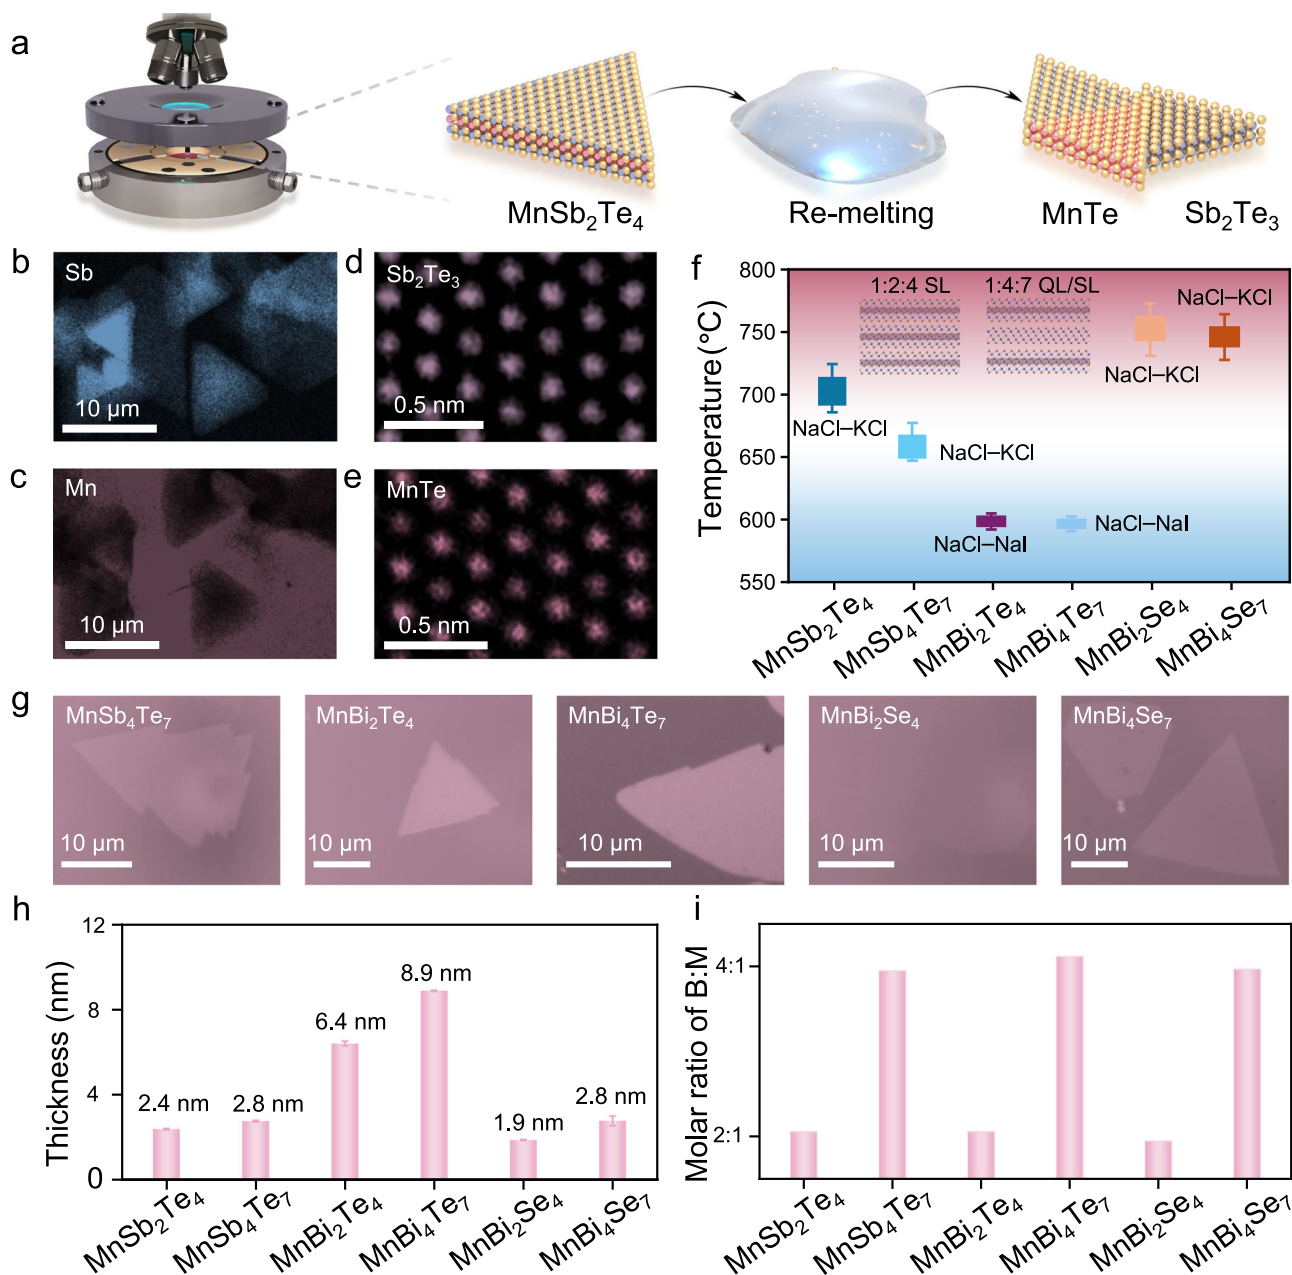 a
MnSb₂Te₄
Re-melting
MnTe
Sb₂Te₃
b
Sb
10 μm
c
Mn
10 μm
d
Sb₂Te₃
0.5 nm
e
MnTe
0.5 nm
f
Temperature (°C)
800
750
700
650
600
550
1:2:4 SL
1:4:7 QL/SL
NaCl–KCl
NaCl–KCl
NaCl–KCl
NaCl–KCl
NaCl–NaI
NaCl–NaI
MnSb₂Te₄
MnSb₄Te₇
MnBi₂Te₄
MnBi₄Te₇
MnBi₂Se₄
MnBi₄Se₇
g
MnSb₄Te₇
10 μm
MnBi₂Te₄
10 μm
MnBi₄Te₇
10 μm
MnBi₂Se₄
10 μm
MnBi₄Se₇
10 μm
h
Thickness (nm)
12
8
4
0
2.4 nm
2.8 nm
6.4 nm
8.9 nm
1.9 nm
2.8 nm
MnSb₂Te₄
MnSb₄Te₇
MnBi₂Te₄
MnBi₄Te₇
MnBi₂Se₄
MnBi₄Se₇
i
Molar ratio of B:M
4:1
2:1
MnSb₂Te₄
MnSb₄Te₇
MnBi₂Te₄
MnBi₄Te₇
MnBi₂Se₄
MnBi₄Se₇